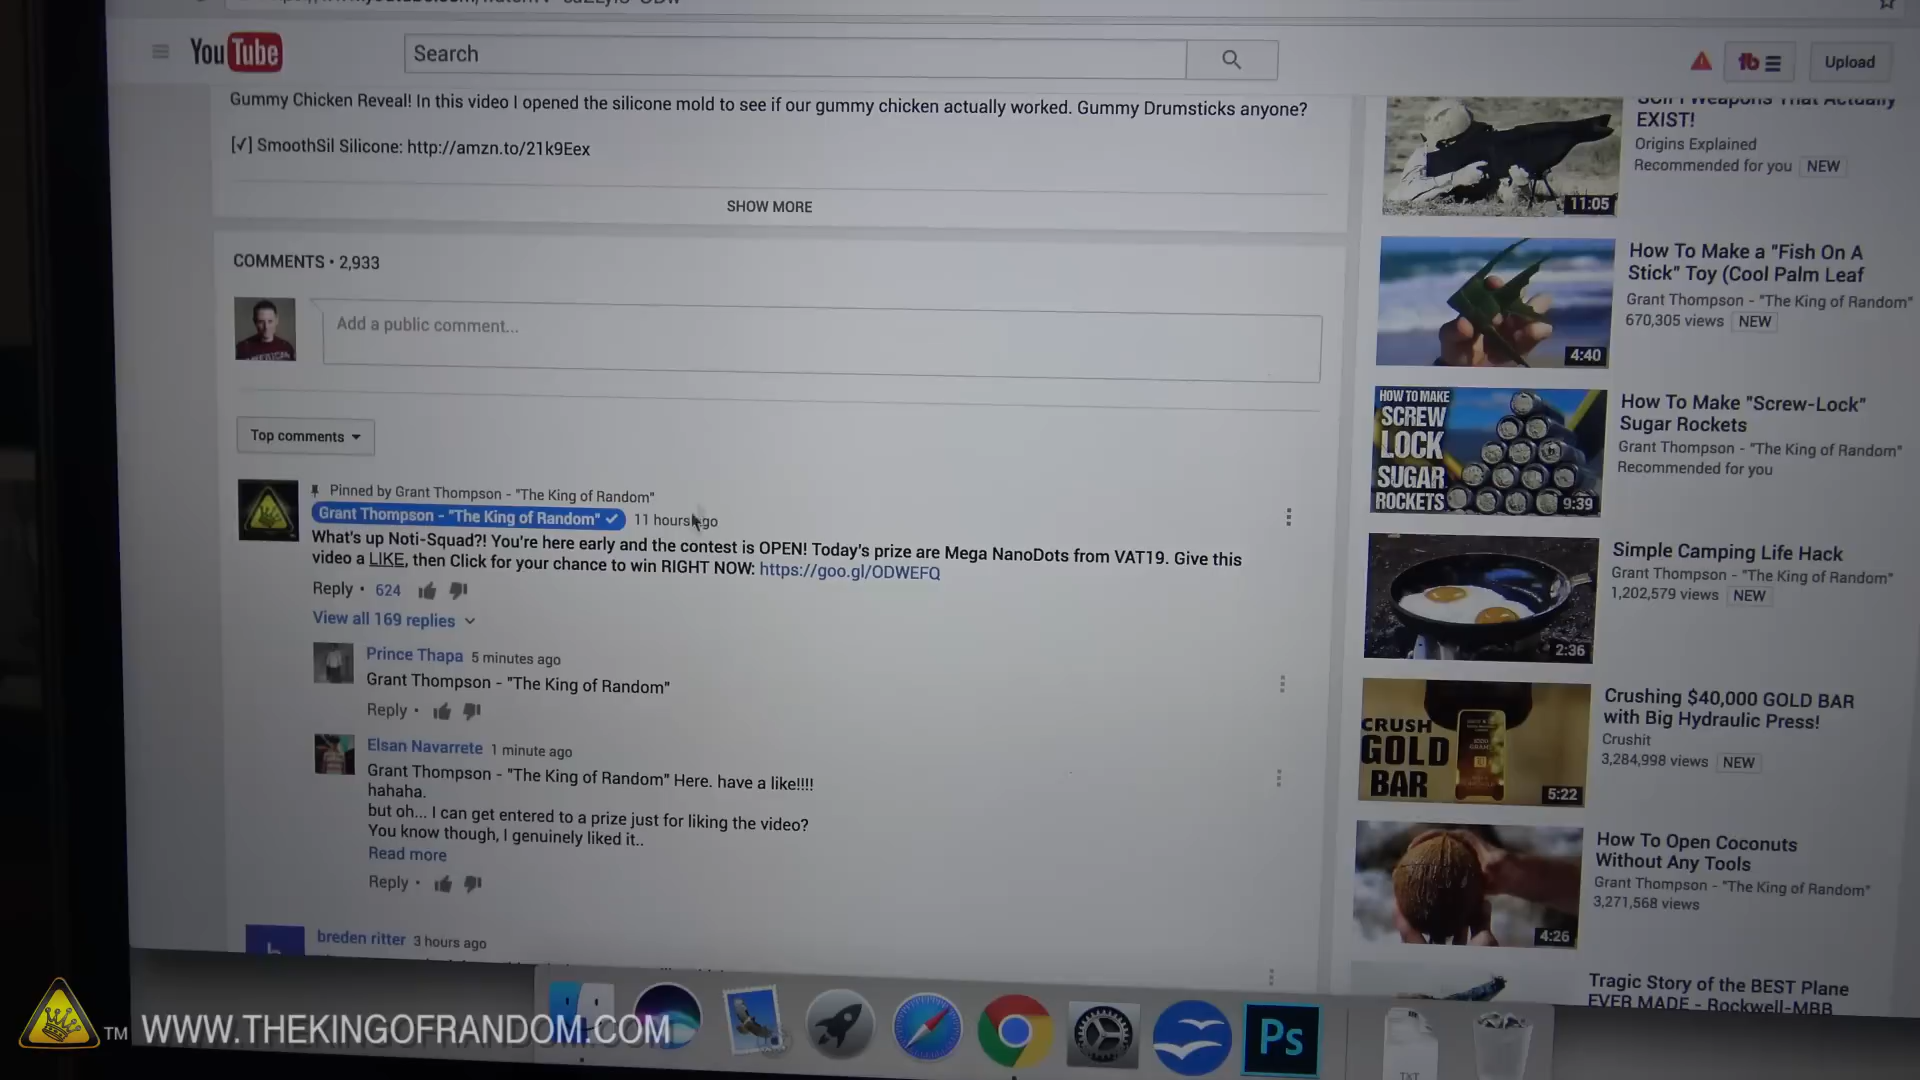 YouTube
Search
Upload
Gummy Chicken Reveal! In this video I opened the silicone mold to see if our gummy chicken actually worked. Gummy Drumsticks anyone?
[✓] SmoothSil Silicone: http://amzn.to/21k9Eex
SHOW MORE
COMMENTS • 2,933
Add a public comment...
Top comments
Pinned by Grant Thompson - "The King of Random"
Grant Thompson - "The King of Random" ✓ 11 hours ago
What's up Noti-Squad?! You're here early and the contest is OPEN! Today's prize are Mega NanoDots from VAT19. Give this
video a LIKE, then Click for your chance to win RIGHT NOW: https://goo.gl/ODWEFQ
Reply • 624
View all 169 replies
Prince Thapa 5 minutes ago
Grant Thompson - "The King of Random"
Reply •
Elsan Navarrete 1 minute ago
Grant Thompson - "The King of Random" Here. have a like!!!!
hahaha.
but oh... I can get entered to a prize just for liking the video?
You know though, I genuinely liked it..
Read more
Reply •
breden ritter 3 hours ago
Weapons That Actually
EXIST!
Origins Explained
Recommended for you NEW
11:05
How To Make a "Fish On A
Stick" Toy (Cool Palm Leaf
Grant Thompson - "The King of Random"
670,305 views NEW
4:40
HOW TO MAKE
SCREW
LOCK
SUGAR
ROCKETS
9:39
How To Make "Screw-Lock"
Sugar Rockets
Grant Thompson - "The King of Random"
Recommended for you
Simple Camping Life Hack
Grant Thompson - "The King of Random"
1,202,579 views NEW
2:36
CRUSH
GOLD
BAR
5:22
Crushing $40,000 GOLD BAR
with Big Hydraulic Press!
Crushit
3,284,998 views NEW
How To Open Coconuts
Without Any Tools
Grant Thompson - "The King of Random"
3,271,568 views
4:26
Tragic Story of the BEST Plane
EVER MADE - Rockwell-MBB
Ps
TXT
TM WWW.THEKINGOFRANDOM.COM